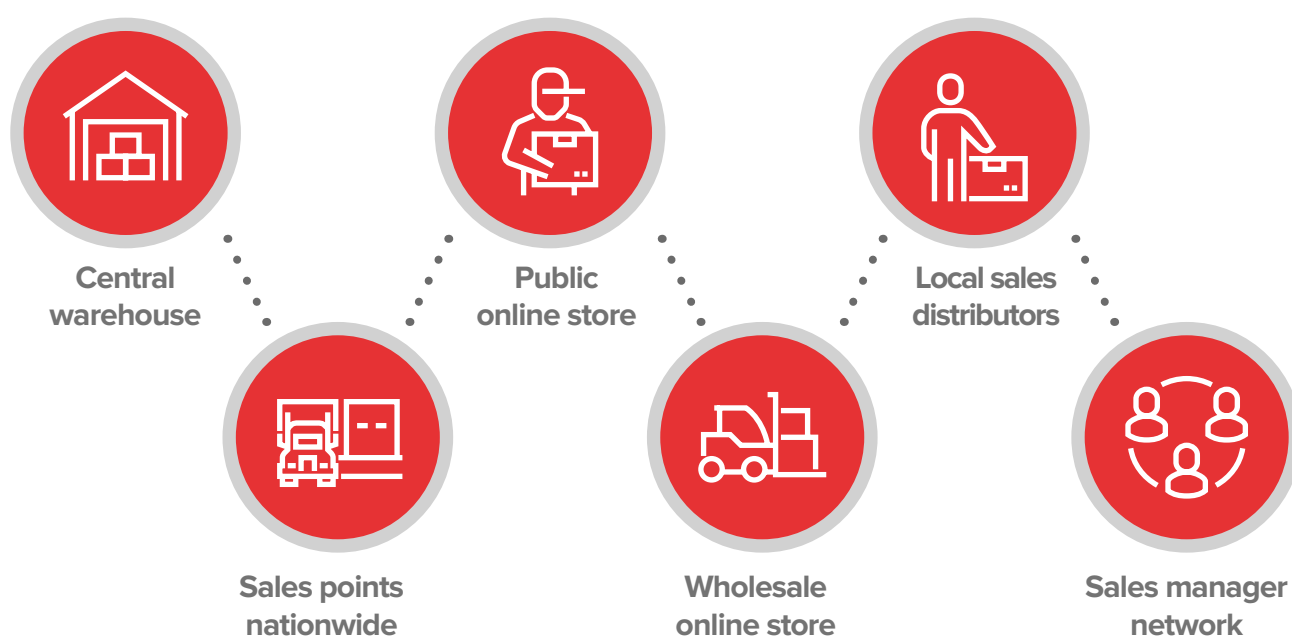 Central
warehouse
Public
online store
Local sales
distributors
Sales points
nationwide
Wholesale
online store
Sales manager
network